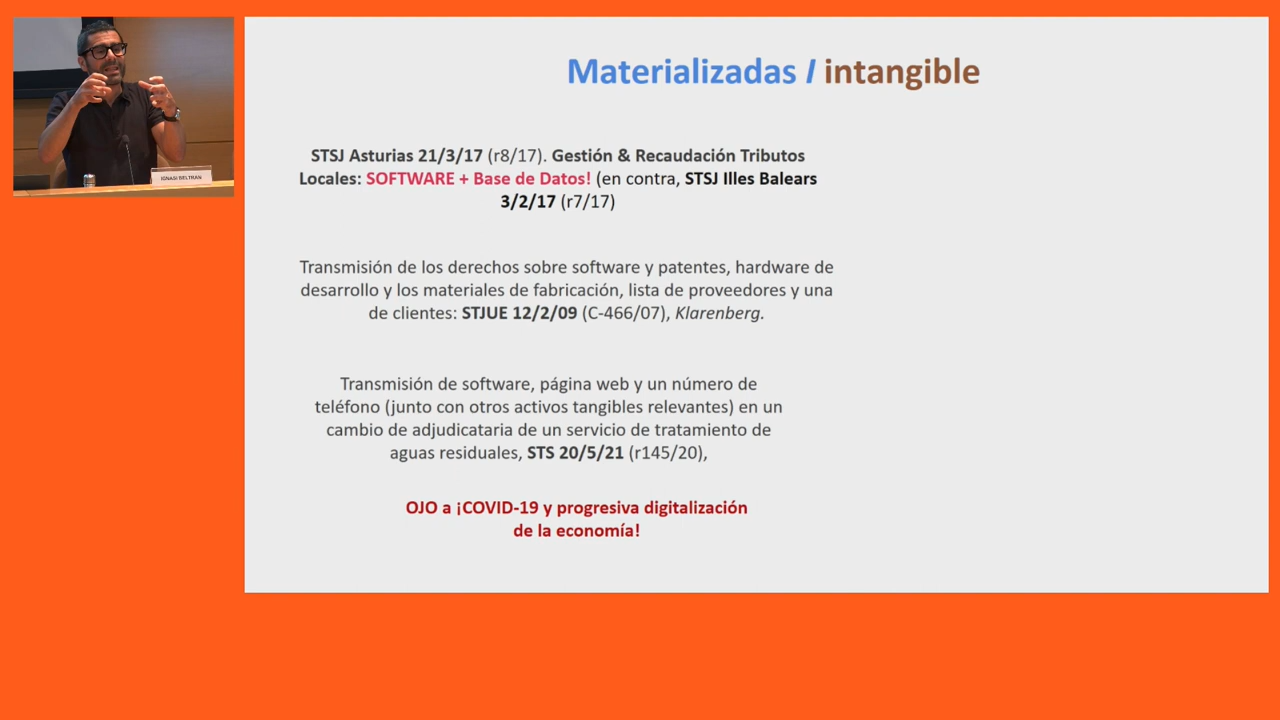 Materializadas / intangible
STSJ Asturias 21/3/17 (r8/17). Gestión & Recaudación Tributos
Locales: SOFTWARE + Base de Datos! (en contra, STSJ Illes Balears
3/2/17 (r7/17)
Transmisión de los derechos sobre software y patentes, hardware de
desarrollo y los materiales de fabricación, lista de proveedores y una
de clientes: STJUE 12/2/09 (C-466/07), Klarenberg.
Transmisión de software, página web y un número de
teléfono (junto con otros activos tangibles relevantes) en un
cambio de adjudicataria de un servicio de tratamiento de
aguas residuales, STS 20/5/21 (r145/20),
OJO a ¡COVID-19 y progresiva digitalización
de la economía!
IGNASI BELTRAN